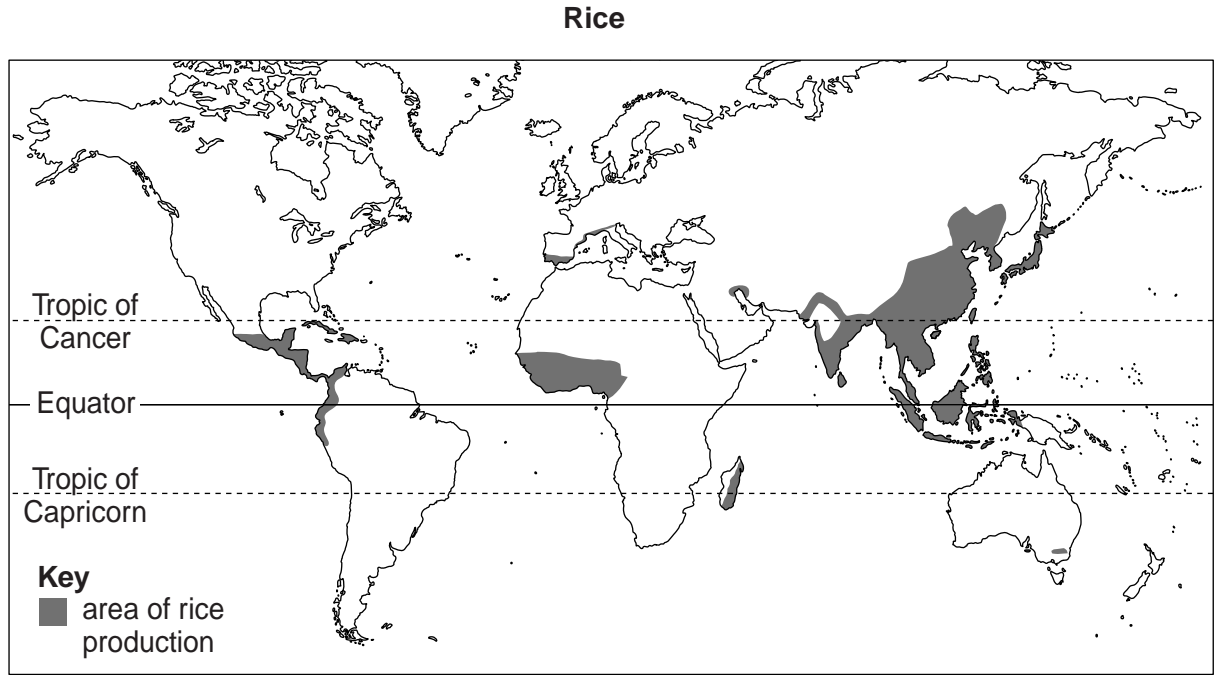 Rice
Tropic of
Cancer
Equator
Tropic of
Capricorn
Key
area of rice
production